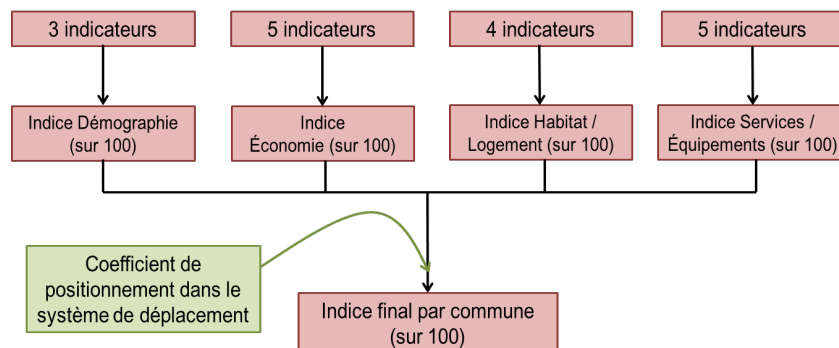 3 indicateurs
5 indicateurs
4 indicateurs
5 indicateurs
Indice Démographie
(sur 100)
Indice
Économie (sur 100)
Indice Habitat /
Logement (sur 100)
Indice Services /
Équipements (sur 100)
Coefficient de
positionnement dans le
système de déplacement
Indice final par commune
(sur 100)